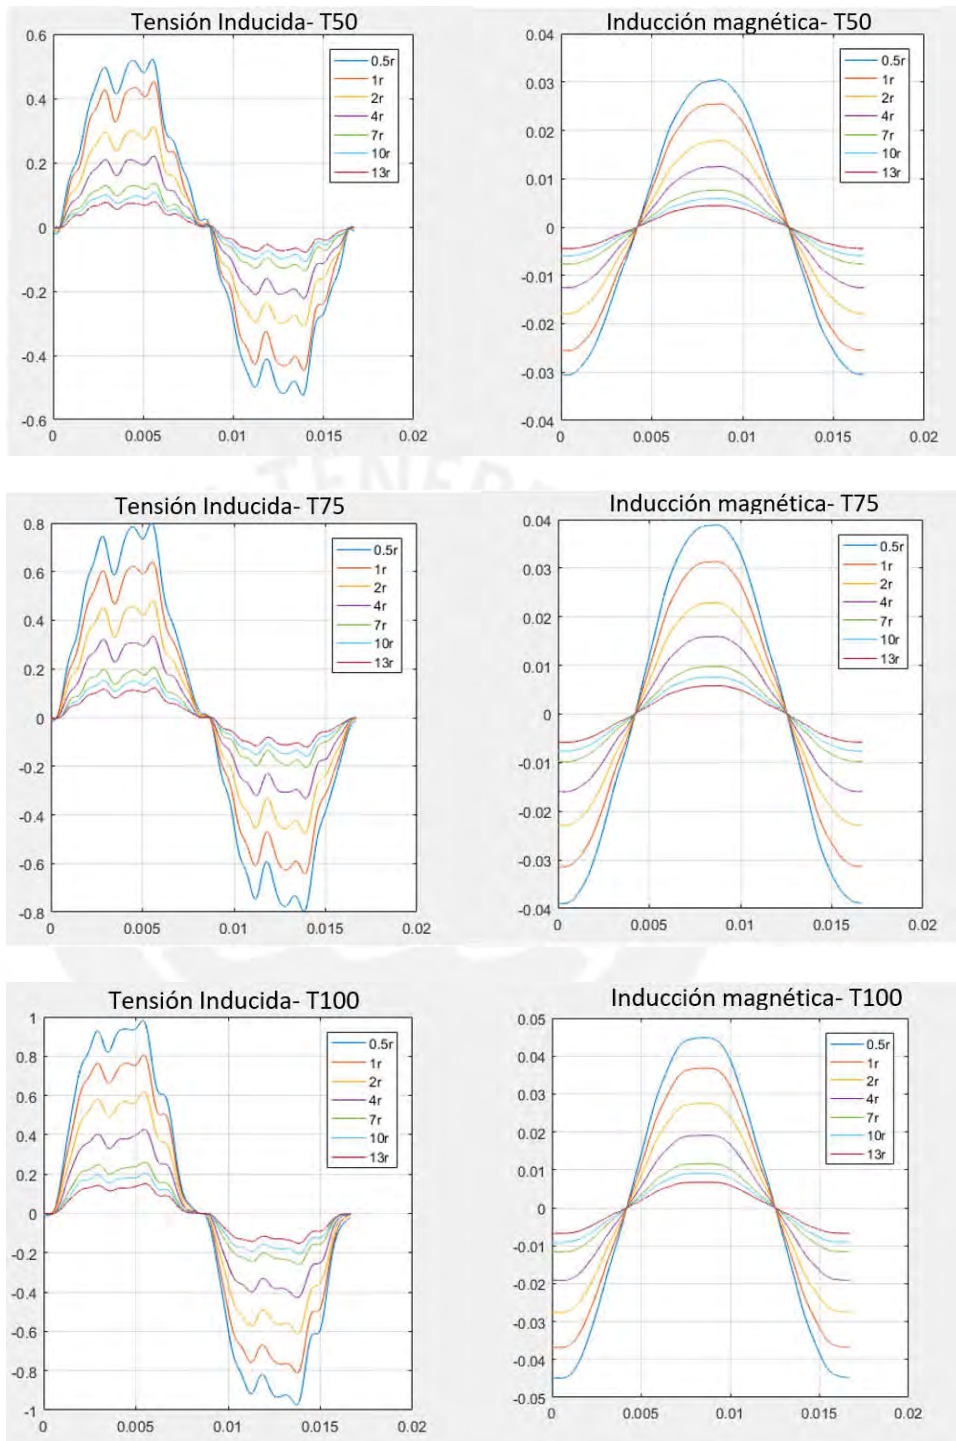 Tensión Inducida- T50
0.6
0.4
0.2
0
-0.2
-0.4
-0.6
0
0.005
0.01
0.015
0.02
0.5r
1r
2r
4r
7r
10r
13r
Inducción magnética- T50
0.04
0.03
0.02
0.01
0
-0.01
-0.02
-0.03
-0.04
0
0.005
0.01
0.015
0.02
0.5r
1r
2r
4r
7r
10r
13r
TENEB
Tensión Inducida- T75
0.8
0.6
0.4
0.2
0
-0.2
-0.4
-0.6
-0.8
0
0.005
0.01
0.015
0.02
0.5r
1r
2r
4r
7r
10r
13r
Inducción magnética- T75
0.04
0.03
0.02
0.01
0
-0.01
-0.02
-0.03
-0.04
0
0.005
0.01
0.015
0.02
0.5r
1r
2r
4r
7r
10r
13r
Tensión Inducida- T100
1
0.8
0.6
0.4
0.2
0
-0.2
-0.4
-0.6
-0.8
-1
0
0.005
0.01
0.015
0.02
0.5r
1r
2r
4r
7r
10r
13r
Inducción magnética- T100
0.05
0.04
0.03
0.02
0.01
0
-0.01
-0.02
-0.03
-0.04
-0.05
0
0.005
0.01
0.015
0.02
0.5r
1r
2r
4r
7r
10r
13r